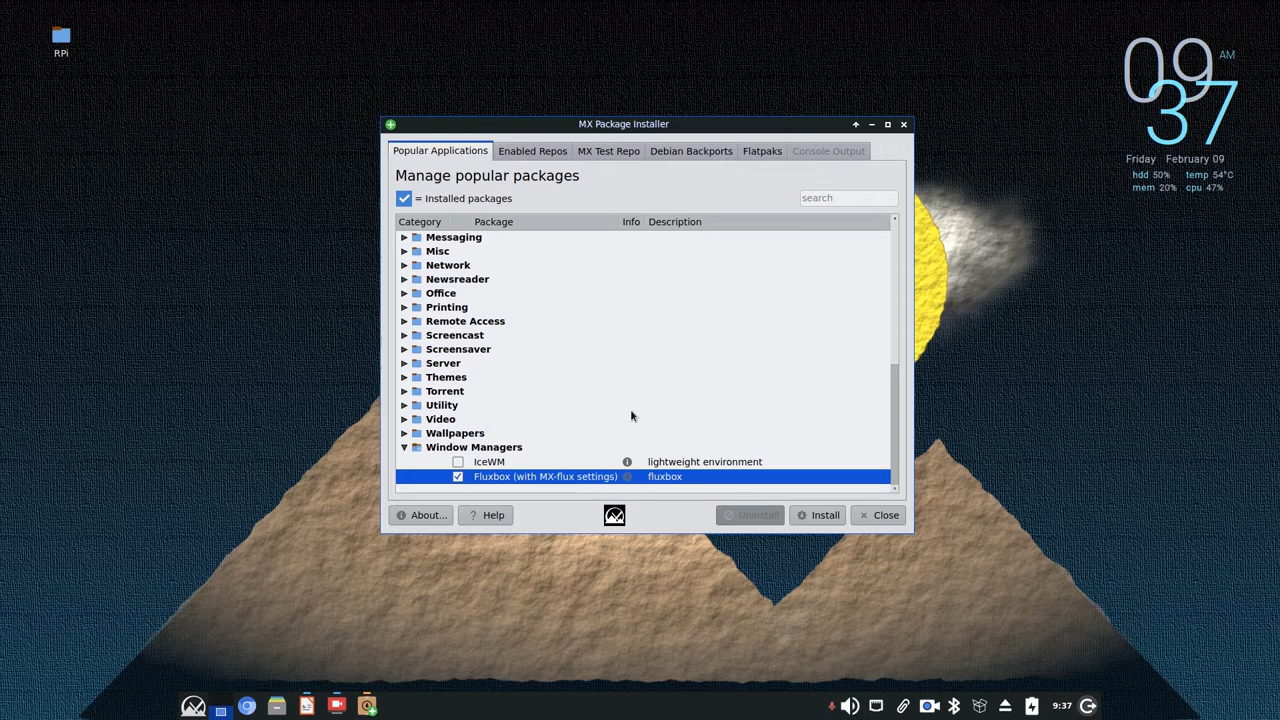 RPi
09 AM
37
Friday February 09
hdd 50% temp 54°C
mem 20% cpu 47%
MX Package Installer
Popular Applications Enabled Repos MX Test Repo Debian Backports Flatpaks Console Output
Manage popular packages
= Installed packages search
Category Package Info Description
Messaging
Misc
Network
Newsreader
Office
Printing
Remote Access
Screencast
Screensaver
Server
Themes
Torrent
Utility
Video
Wallpapers
Window Managers
IceWM lightweight environment
Fluxbox (with MX-flux settings) fluxbox
About... Help Uninstall Install Close
9:37